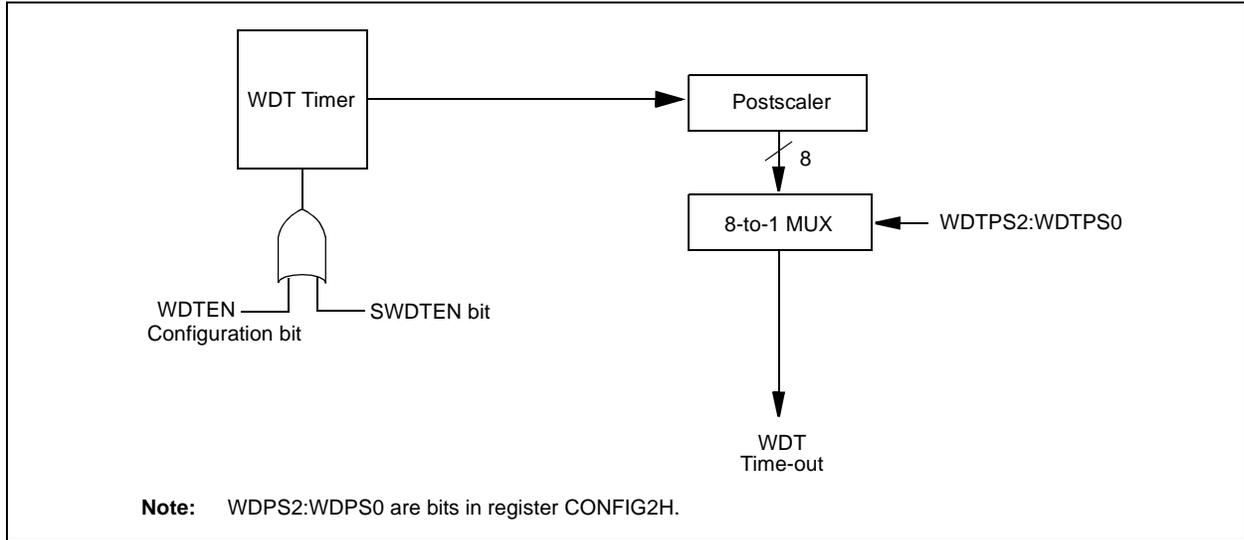 WDT Timer
Postscaler
8
8-to-1 MUX
WDTPS2:WDTPS0
WDTEN
Configuration bit
SWDTEN bit
WDT
Time-out
Note: WDPS2:WDPS0 are bits in register CONFIG2H.